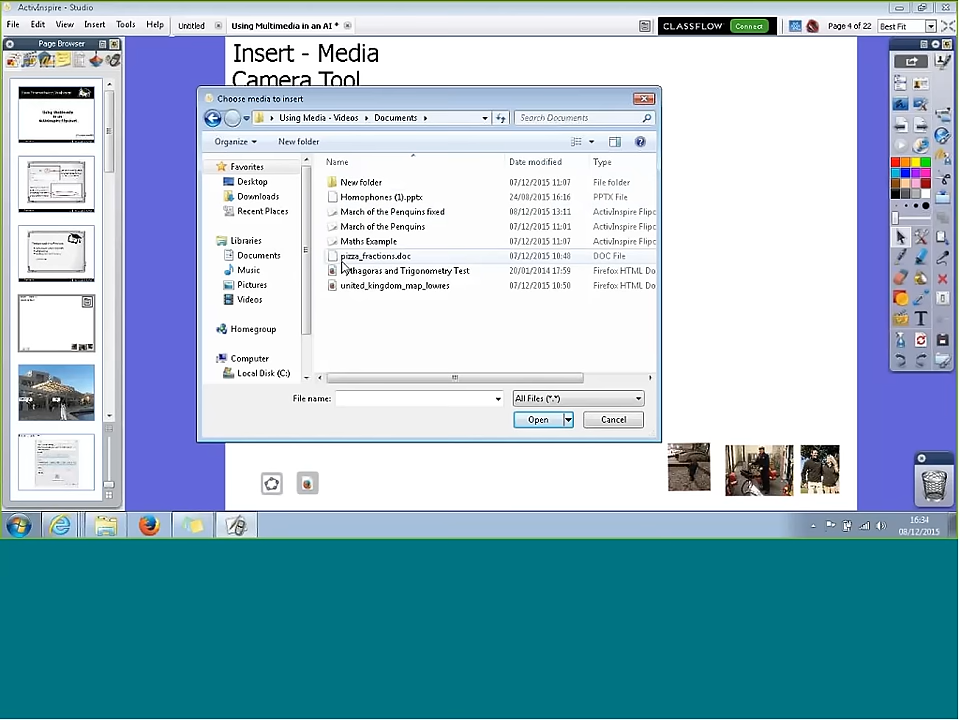 ActivInspire - Studio
File Edit View Insert Tools Help Untitled Using Multimedia in an AI * CLASSFLOW Connect Page 4 of 22 Best Fit
Page Browser
Insert - Media
Camera Tool
Choose media to insert
Using Media - Videos Documents Search Documents
Organize New folder
Favorites
Desktop
Downloads
Recent Places
Libraries
Documents
Music
Pictures
Videos
Homegroup
Computer
Local Disk (C:)
Name Date modified Type
New folder 07/12/2015 11:07 File folder
Homophones (1).pptx 24/08/2015 16:16 PPTX File
March of the Penquins fixed 08/12/2015 13:11 ActivInspire Flipc
March of the Penquins 07/12/2015 11:01 ActivInspire Flipc
Maths Example 07/12/2015 11:07 ActivInspire Flipc
pizza_fractions.doc 07/12/2015 10:48 DOC File
Pythagoras and Trigonometry Test 20/01/2014 17:59 Firefox HTML Do
united_kingdom_map_lowres 07/12/2015 10:50 Firefox HTML Do
File name: All Files (*.*)
Open Cancel
16:34
08/12/2015